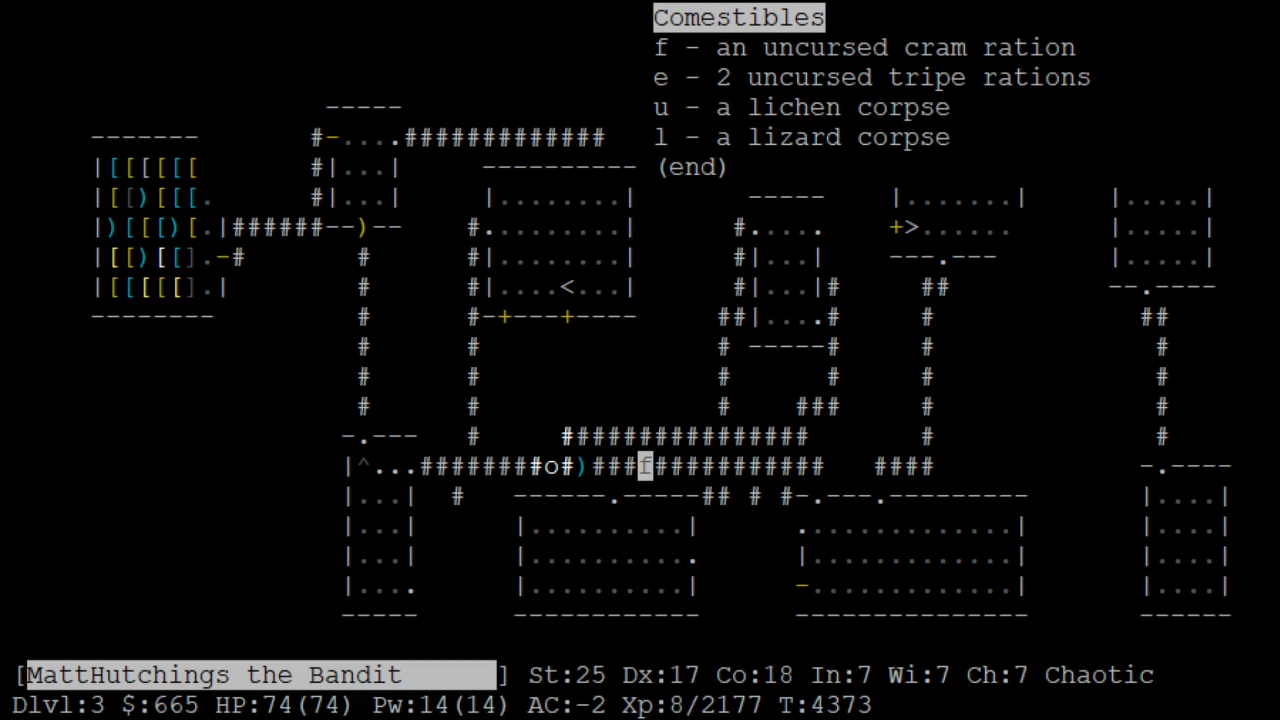 Comestibles
f - an uncursed cram ration
e - 2 uncursed tripe rations
u - a lichen corpse
l - a lizard corpse
(end)
[MattHutchings the Bandit ] St:25 Dx:17 Co:18 In:7 Wi:7 Ch:7 Chaotic
Dlvl:3 $:665 HP:74(74) Pw:14(14) AC:-2 Xp:8/2177 T:4373